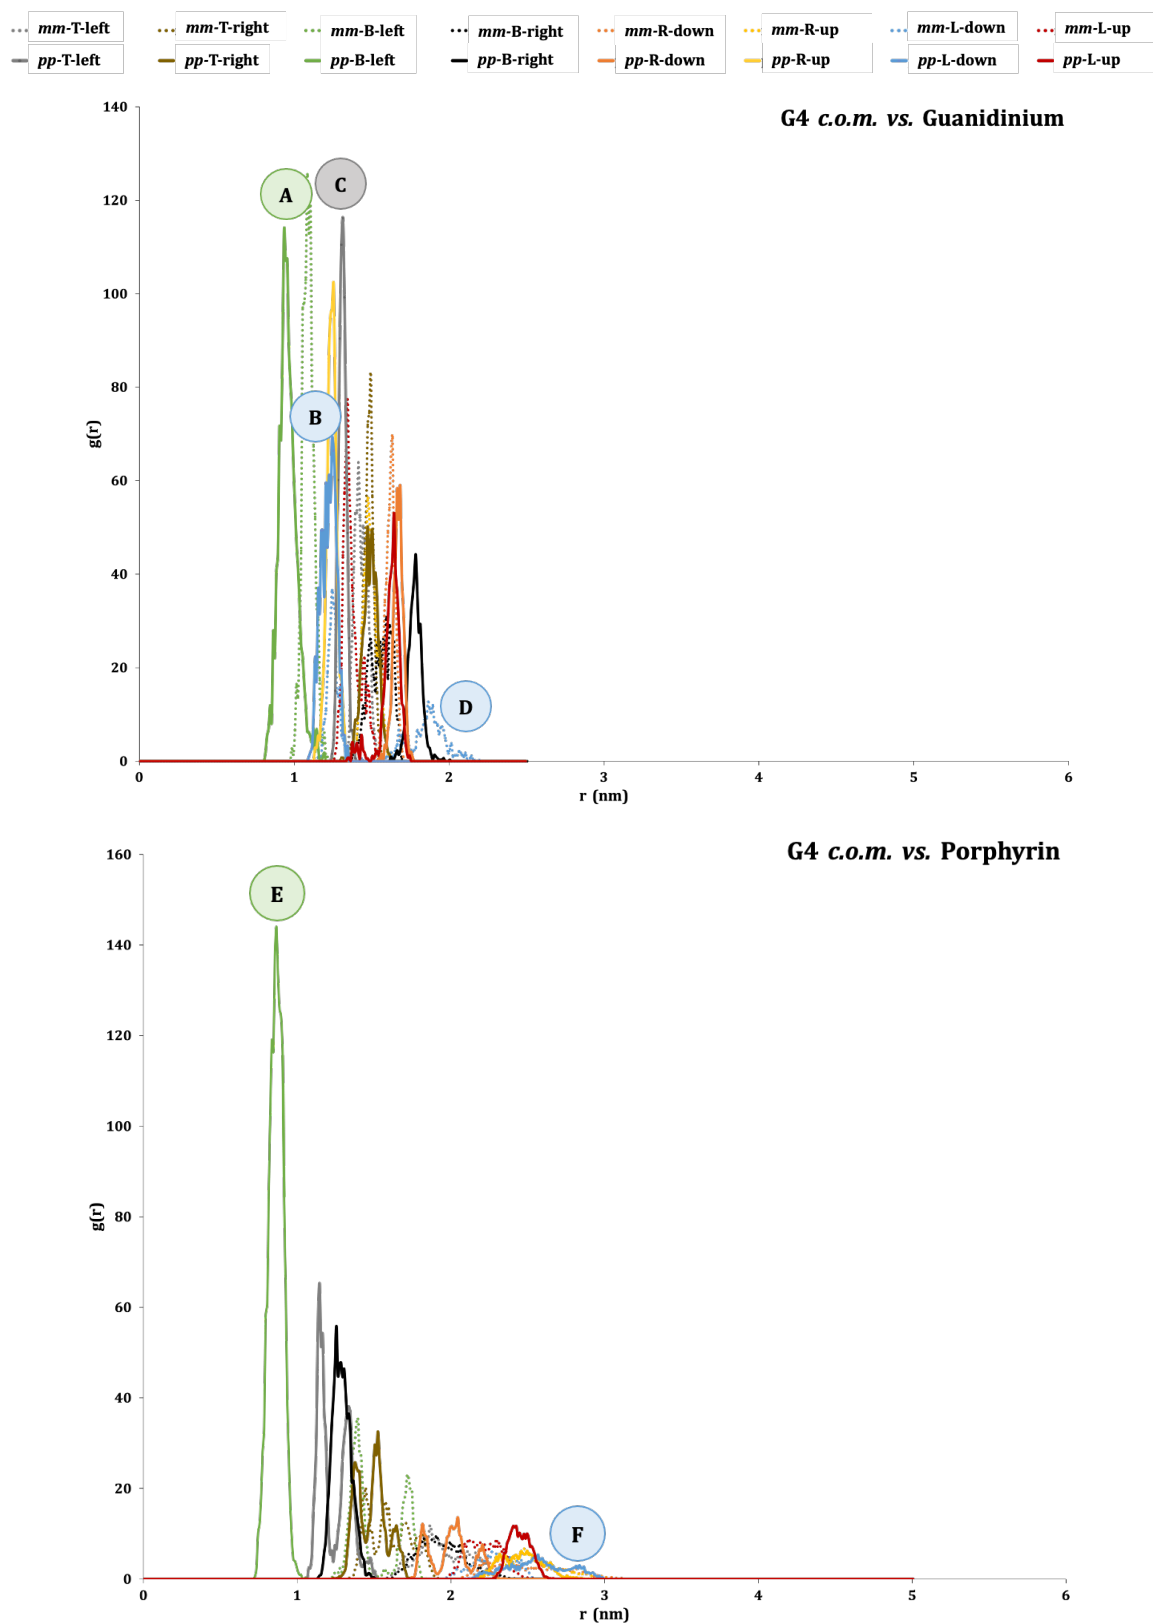 mm-T-left mm-T-right mm-B-left mm-B-right mm-R-down mm-R-up mm-L-down mm-L-up
pp-T-left pp-T-right pp-B-left pp-B-right pp-R-down pp-R-up pp-L-down pp-L-up
G4 c.o.m. vs. Guanidinium
140
120
100
80
60
40
20
0
g(r)
A
C
B
D
0 1 2 3 4 5 6
r (nm)
G4 c.o.m. vs. Porphyrin
160
140
120
100
80
60
40
20
0
g(r)
E
F
0 1 2 3 4 5 6
r (nm)